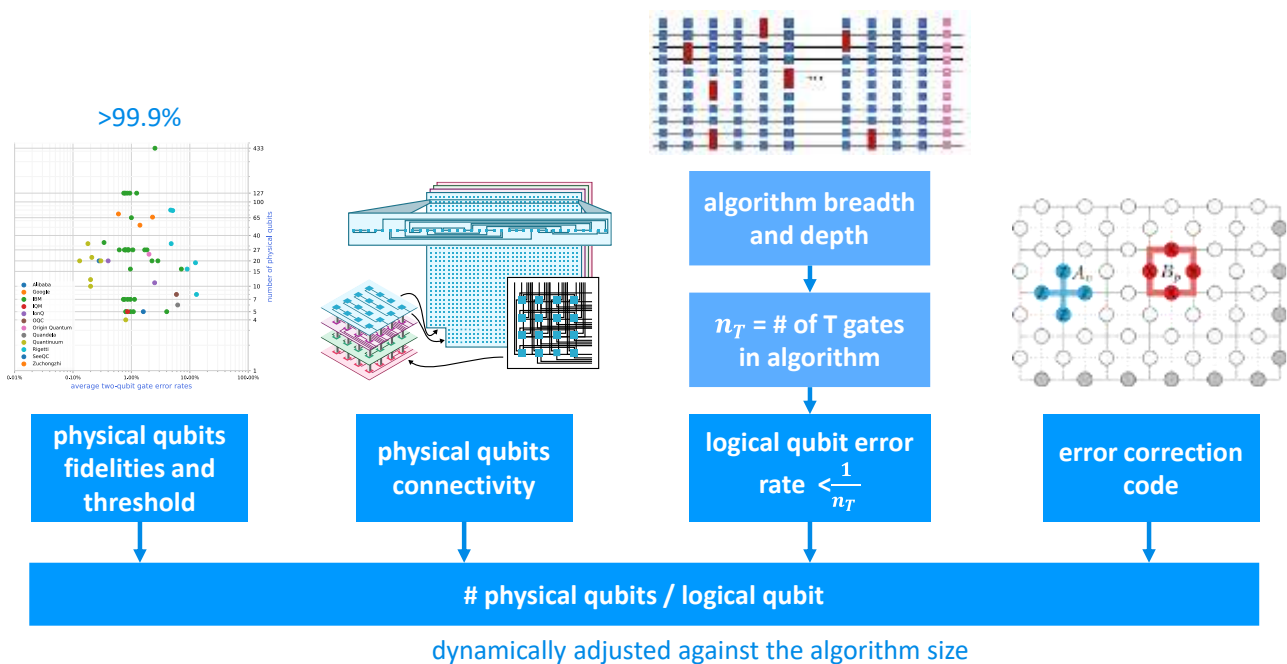 >99.9%
433
127
100
65
40
27
20
15
10
7
5
4
1
number of physical qubits
Alibaba
Google
IBM
IQM
IonQ
OQC
Origin Quantum
Quandela
Quantinuum
Rigetti
SeeQC
Zuchongzhi
0.01%
0.10%
1.00%
10.00%
100.00%
average two-qubit gate error rates
algorithm breadth
and depth
n_T = # of T gates
in algorithm
A_v
B_p
physical qubits
fidelities and
threshold
physical qubits
connectivity
logical qubit error
rate <1/n_T
error correction
code
# physical qubits / logical qubit
dynamically adjusted against the algorithm size